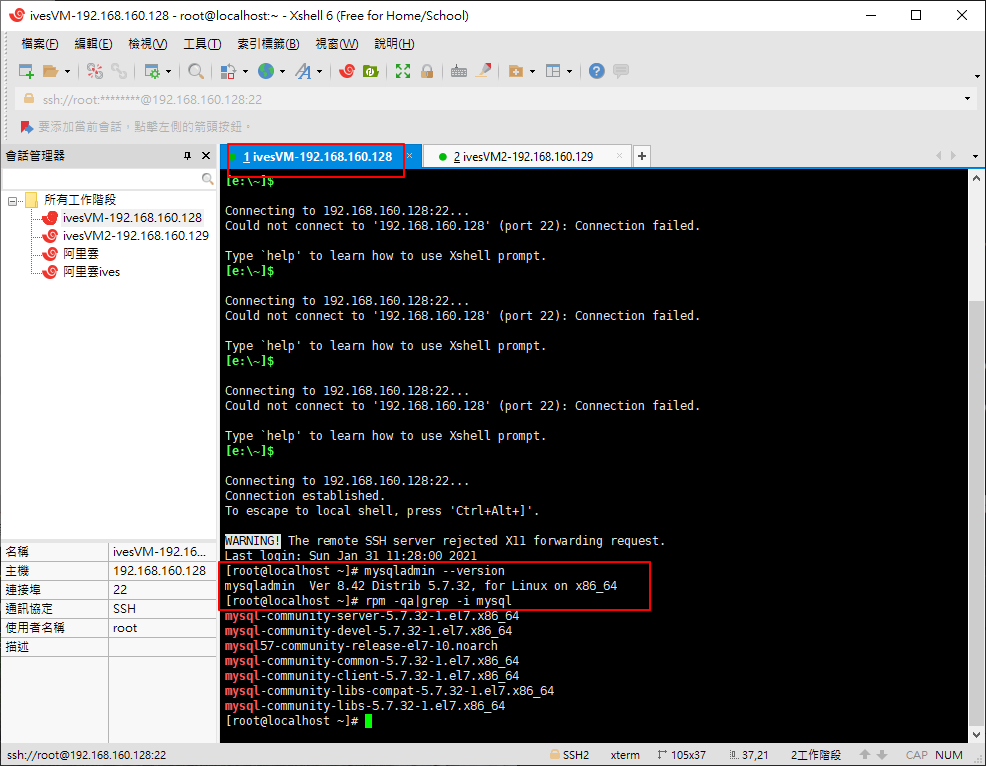 ivesVM-192.168.160.128 - root@localhost:~ - Xshell 6 (Free for Home/School)
檔案(F) 編輯(E) 檢視(V) 工具(T) 索引標籤(B) 視窗(W) 說明(H)
ssh://root:********@192.168.160.128:22
要添加當前會話，點擊左側的箭頭按鈕。
會話管理器
1 ivesVM-192.168.160.128
2 ivesVM2-192.168.160.129
所有工作階段
ivesVM-192.168.160.128
ivesVM2-192.168.160.129
阿里雲
阿里雲ives
名稱 ivesVM-192.16...
主機 192.168.160.128
連接埠 22
通訊協定 SSH
使用者名稱 root
描述
[e:\~]$
Connecting to 192.168.160.128:22...
Could not connect to '192.168.160.128' (port 22): Connection failed.
Type `help' to learn how to use Xshell prompt.
[e:\~]$
Connecting to 192.168.160.128:22...
Could not connect to '192.168.160.128' (port 22): Connection failed.
Type `help' to learn how to use Xshell prompt.
[e:\~]$
Connecting to 192.168.160.128:22...
Could not connect to '192.168.160.128' (port 22): Connection failed.
Type `help' to learn how to use Xshell prompt.
[e:\~]$
Connecting to 192.168.160.128:22...
Connection established.
To escape to local shell, press 'Ctrl+Alt+]'.
WARNING! The remote SSH server rejected X11 forwarding request.
Last login: Sun Jan 31 11:28:00 2021
[root@localhost ~]# mysqladmin --version
mysqladmin  Ver 8.42 Distrib 5.7.32, for Linux on x86_64
[root@localhost ~]# rpm -qa|grep -i mysql
mysql-community-server-5.7.32-1.el7.x86_64
mysql-community-devel-5.7.32-1.el7.x86_64
mysql57-community-release-el7-10.noarch
mysql-community-common-5.7.32-1.el7.x86_64
mysql-community-client-5.7.32-1.el7.x86_64
mysql-community-libs-compat-5.7.32-1.el7.x86_64
mysql-community-libs-5.7.32-1.el7.x86_64
[root@localhost ~]#
ssh://root@192.168.160.128:22 SSH2 xterm 105x37 37,21 2工作階段 CAP NUM